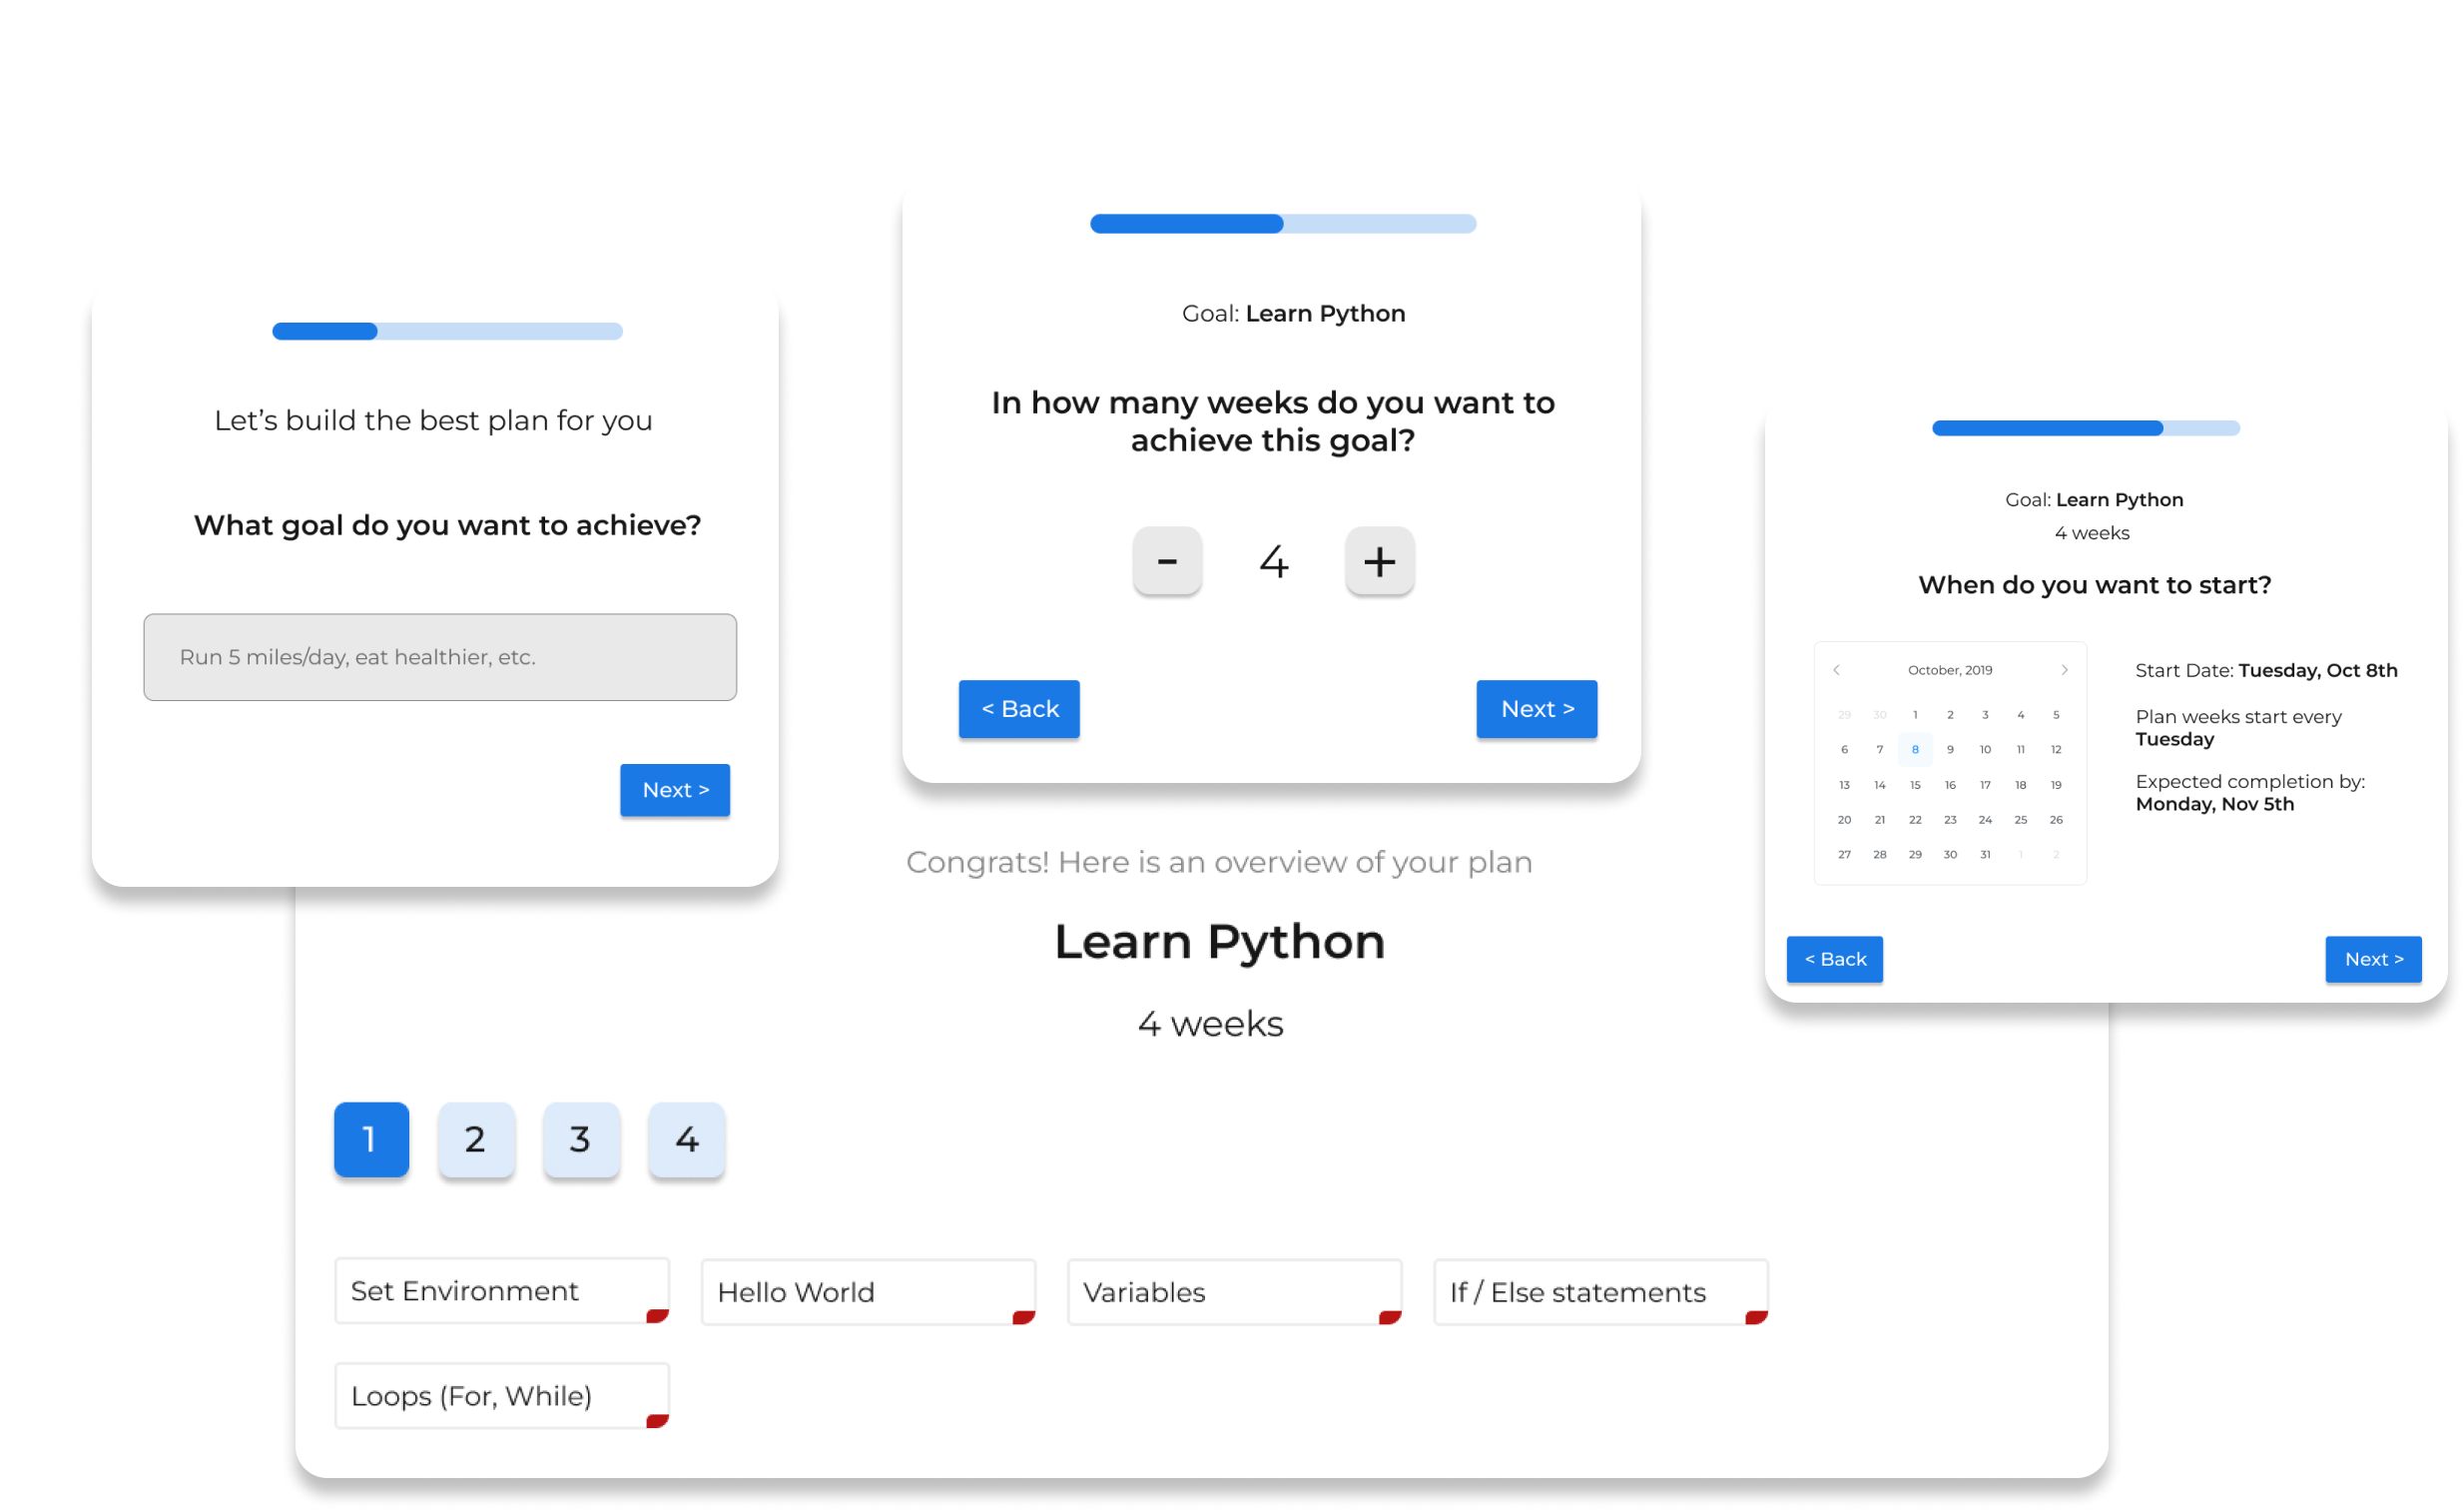 Let’s build the best plan for you
What goal do you want to achieve?
Run 5 miles/day, eat healthier, etc.
Next >
Goal: Learn Python
In how many weeks do you want to
achieve this goal?
- 4 +
< Back Next >
Goal: Learn Python
4 weeks
When do you want to start?
< October, 2019 >
29 30 1 2 3 4 5
6 7 8 9 10 11 12
13 14 15 16 17 18 19
20 21 22 23 24 25 26
27 28 29 30 31 1 2
Start Date: Tuesday, Oct 8th
Plan weeks start every
Tuesday
Expected completion by:
Monday, Nov 5th
< Back Next >
Congrats! Here is an overview of your plan
Learn Python
4 weeks
1 2 3 4
Set Environment Hello World Variables If / Else statements
Loops (For, While)